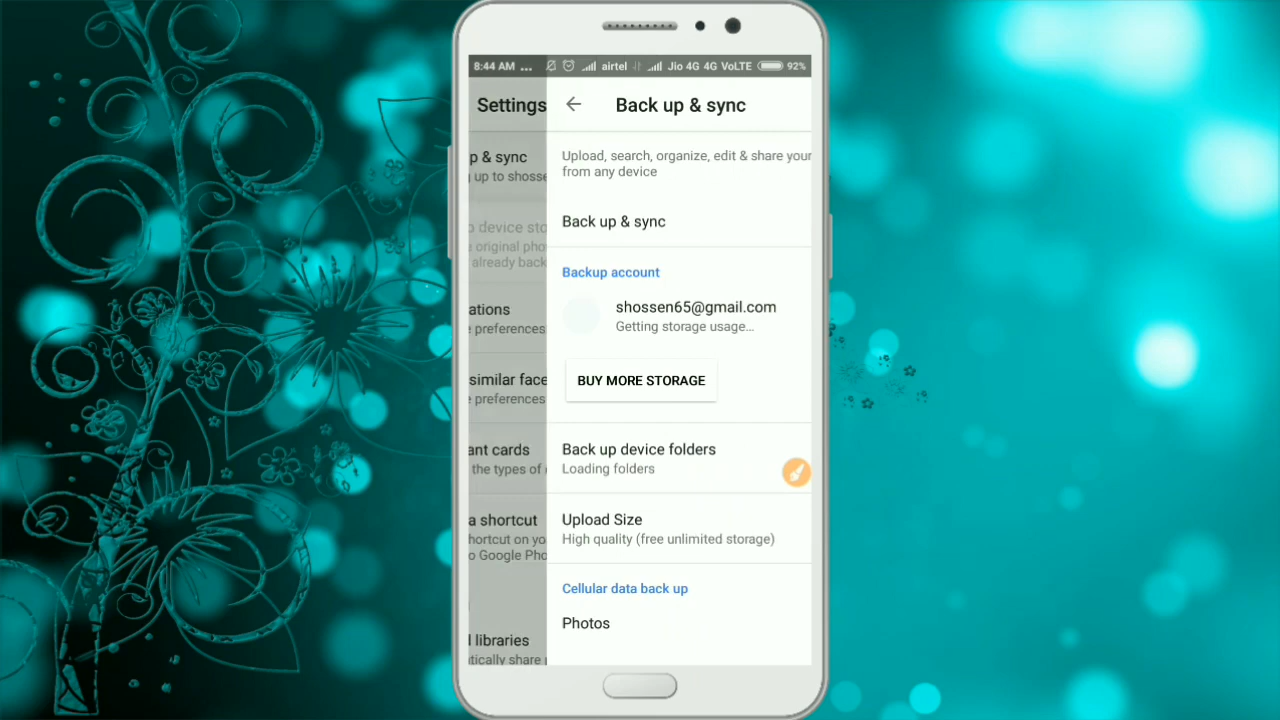 8:44 AM ... airtel Jio 4G 4G VoLTE 92%
Settings
Back up & sync
p & sync
up to shosse
device sto
original pho
already back
ations
e preferences
similar face
e preferences
ant cards
the types of
a shortcut
hortcut on yo
o Google Pho
libraries
tically share
Upload, search, organize, edit & share your
from any device
Back up & sync
Backup account
shossen65@gmail.com
Getting storage usage...
BUY MORE STORAGE
Back up device folders
Loading folders
Upload Size
High quality (free unlimited storage)
Cellular data back up
Photos